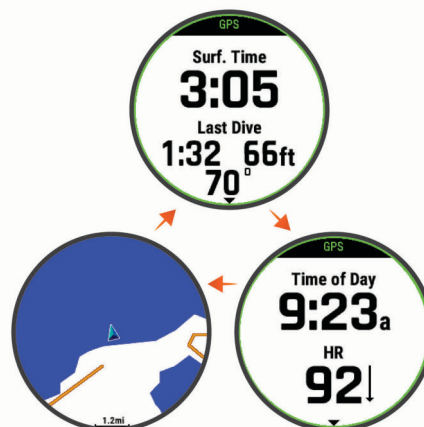 GPS
Surf. Time
3:05
Last Dive
1:32 66ft
70°
GPS
Time of Day
9:23a
HR
92
1.2mi